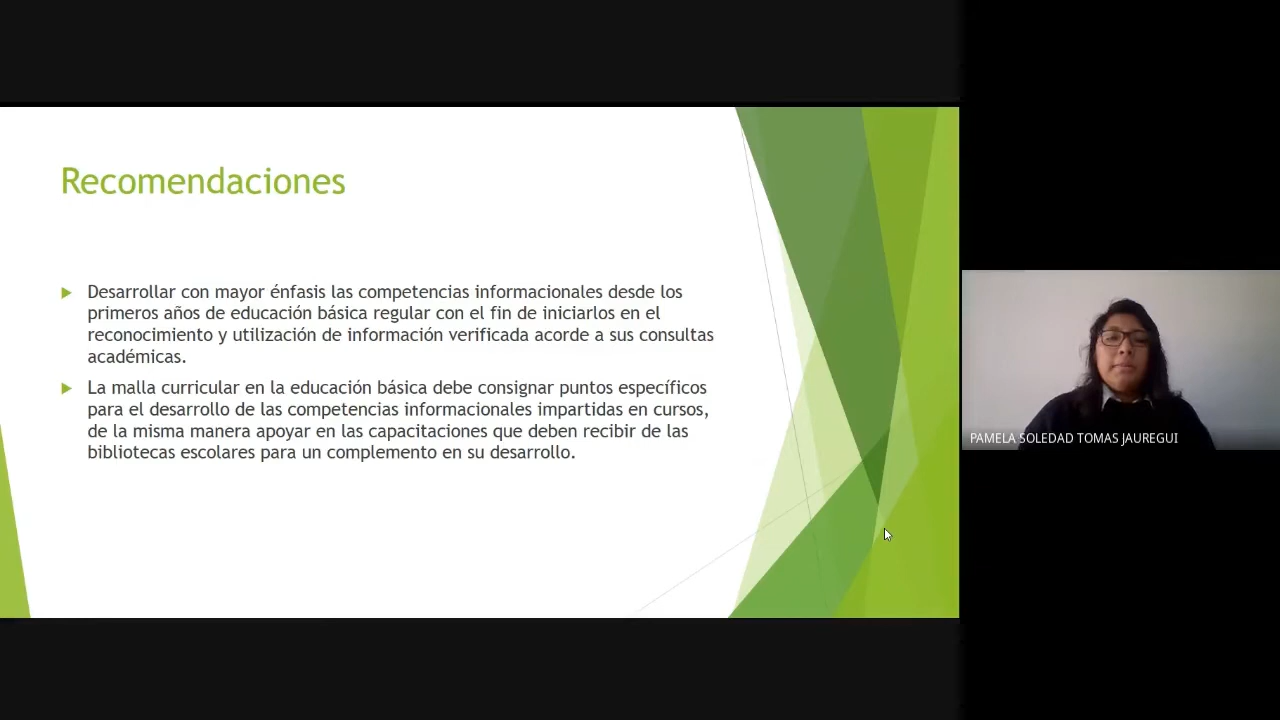 Recomendaciones
Desarrollar con mayor énfasis las competencias informacionales desde los
primeros años de educación básica regular con el fin de iniciarlos en el
reconocimiento y utilización de información verificada acorde a sus consultas
académicas.
La malla curricular en la educación básica debe consignar puntos específicos
para el desarrollo de las competencias informacionales impartidas en cursos,
de la misma manera apoyar en las capacitaciones que deben recibir de las
bibliotecas escolares para un complemento en su desarrollo.
PAMELA SOLEDAD TOMAS JAUREGUI